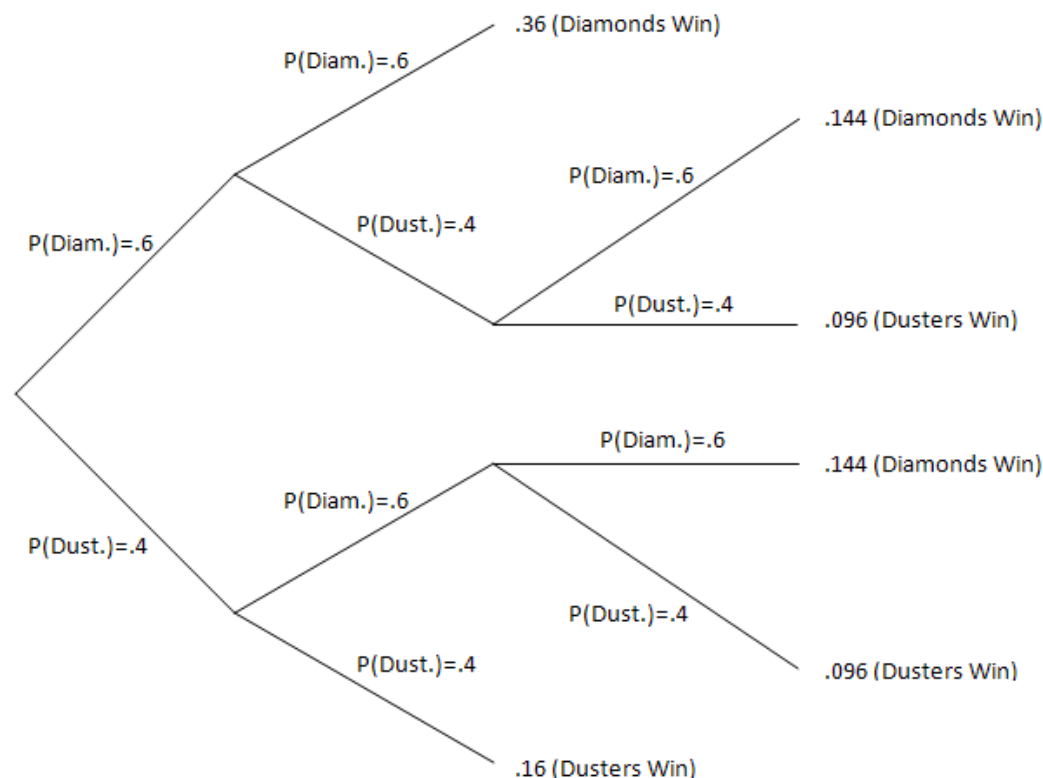 .36 (Diamonds Win)
P(Diam.)=.6
.144 (Diamonds Win)
P(Diam.)=.6
P(Dust.)=.4
P(Diam.)=.6
P(Dust.)=.4
.096 (Dusters Win)
P(Diam.)=.6
.144 (Diamonds Win)
P(Diam.)=.6
P(Dust.)=.4
P(Dust.)=.4
P(Dust.)=.4
.096 (Dusters Win)
.16 (Dusters Win)